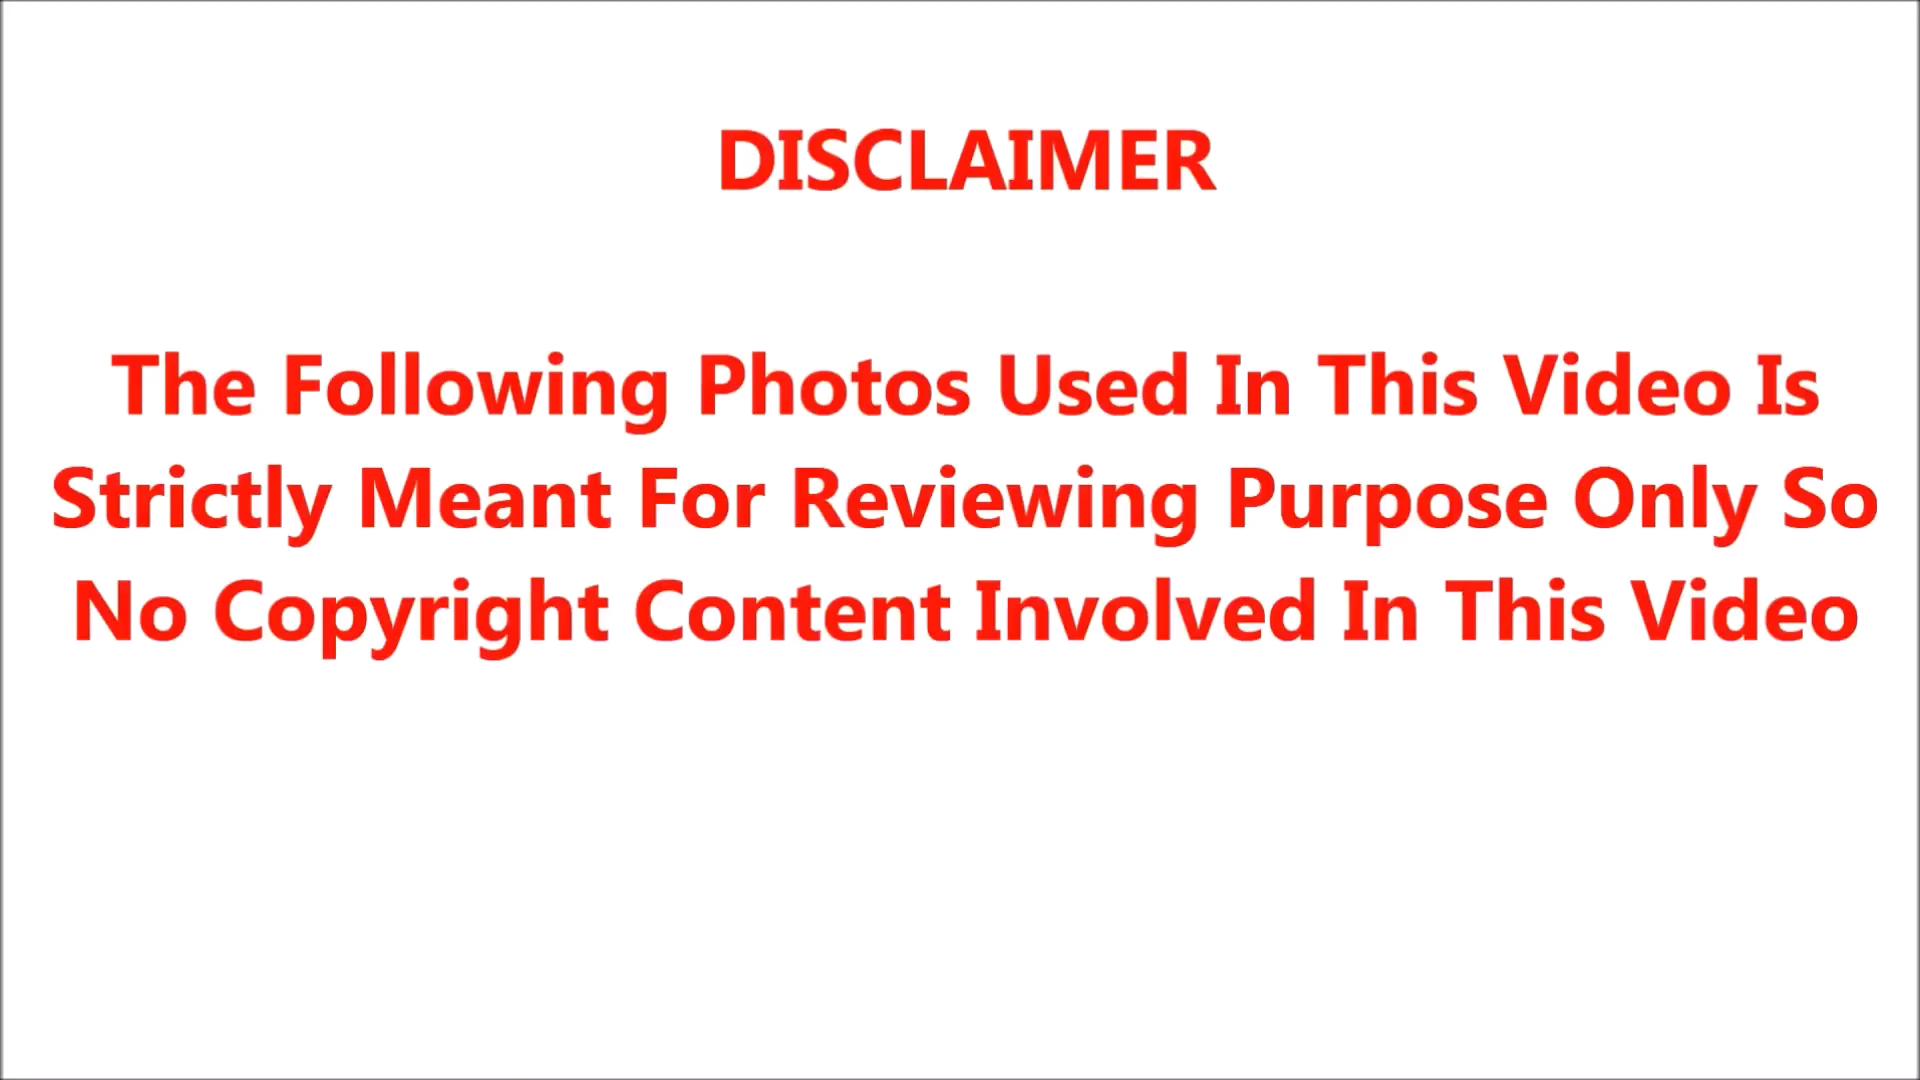 DISCLAIMER
The Following Photos Used In This Video Is
Strictly Meant For Reviewing Purpose Only So
No Copyright Content Involved In This Video